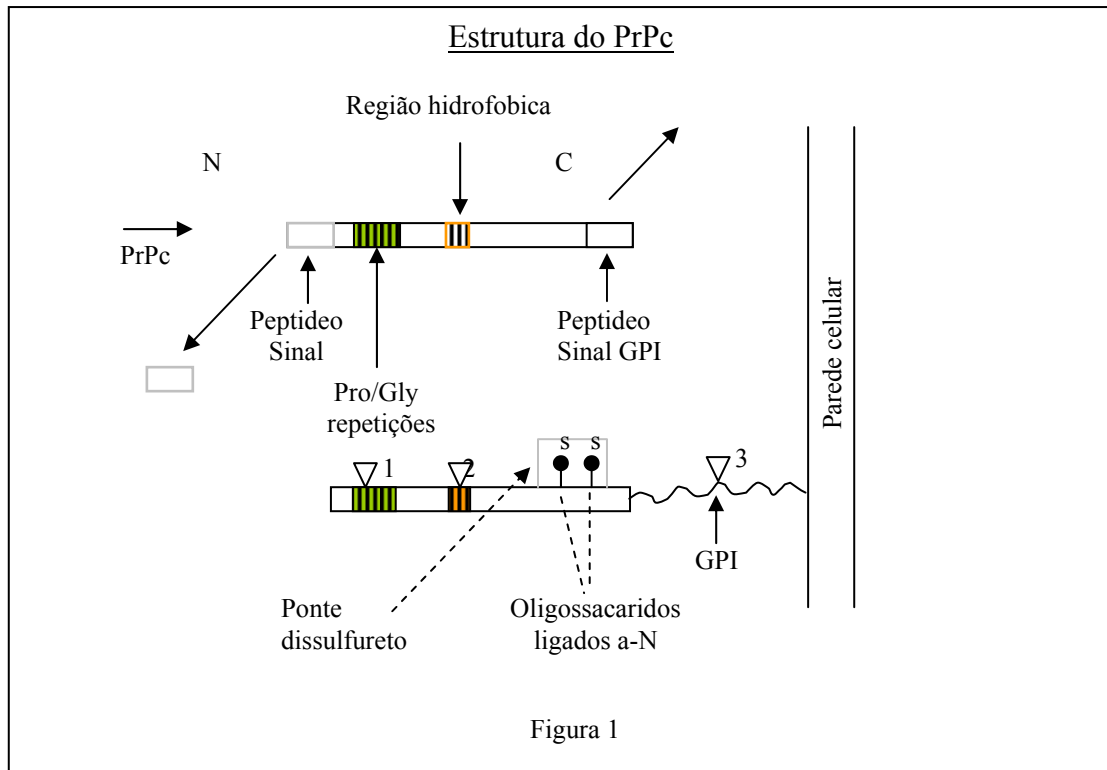 Estrutura do PrPc
Região hidrofobica
N
C
PrPc
Peptideo
Sinal
Peptideo
Sinal GPI
Pro/Gly
repetições
Parede celular
s s
1
2
3
GPI
Ponte
dissulfureto
Oligossacaridos
ligados a-N
Figura 1